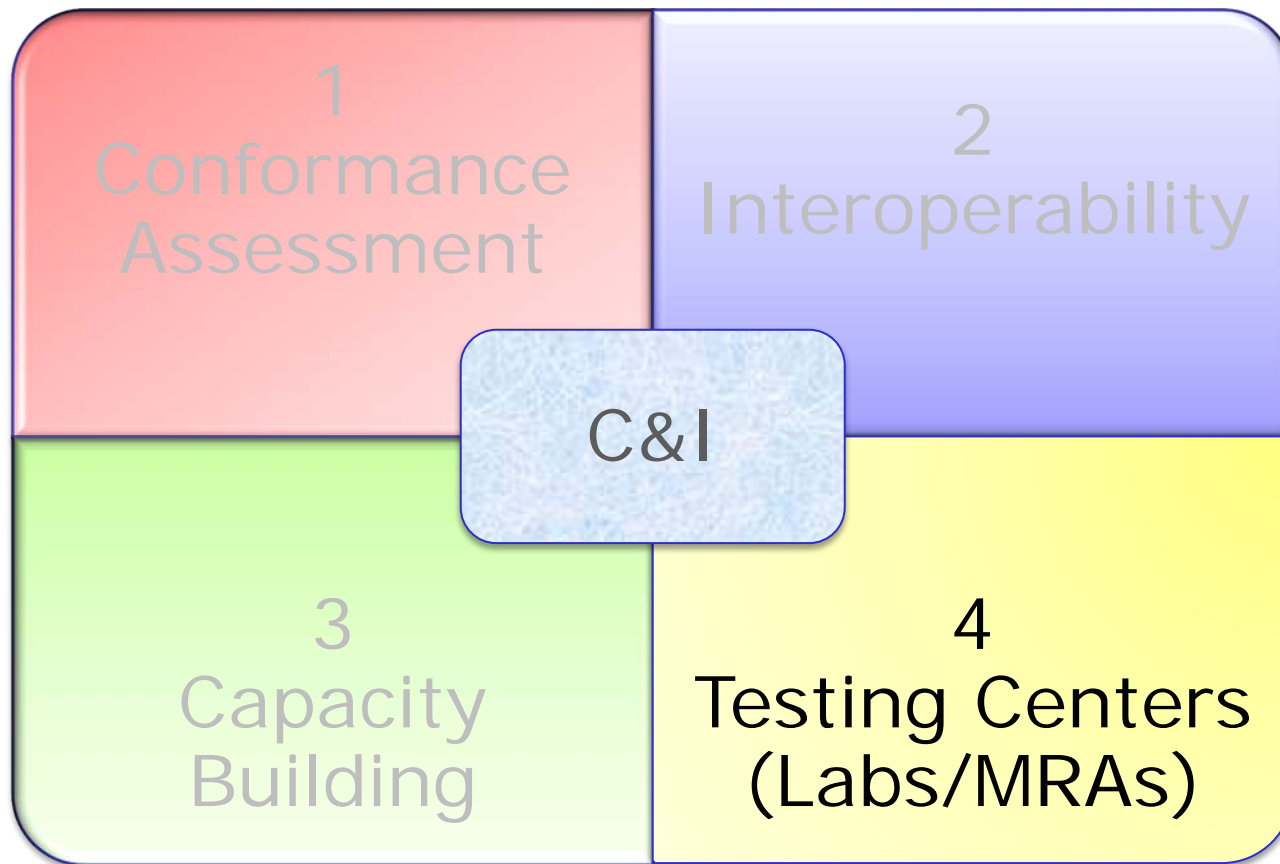 1
Conformance
Assessment
2
Interoperability
C&I
3
Capacity
Building
4
Testing Centers
(Labs/MRAs)